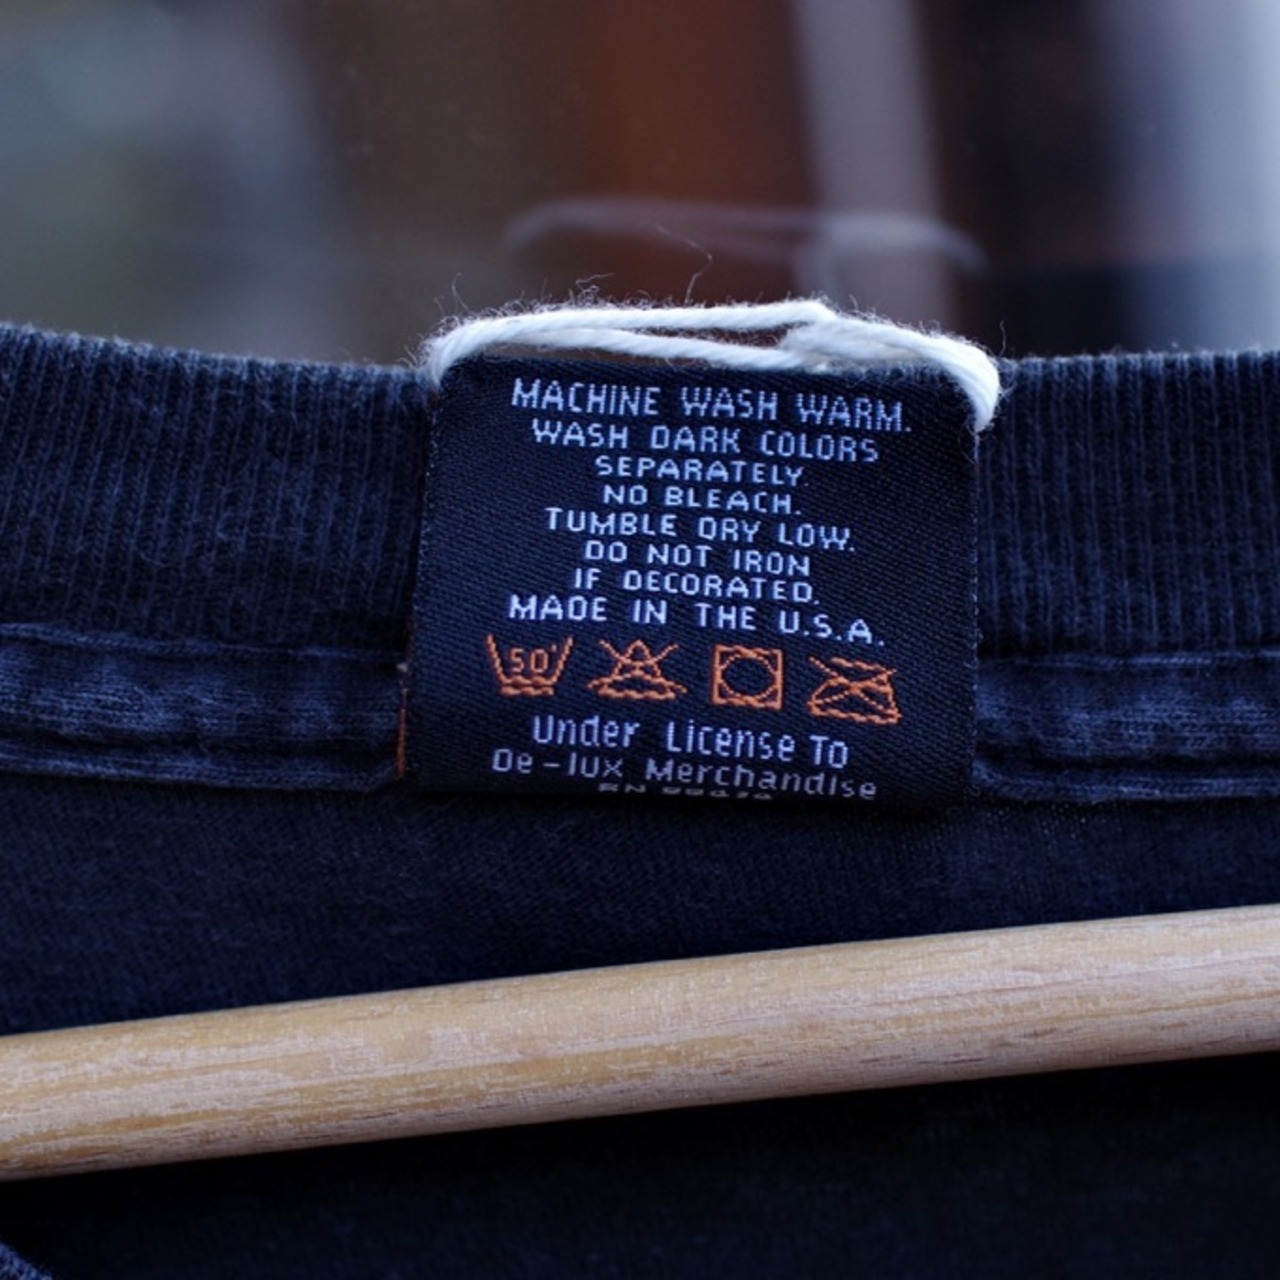 MACHINE WASH WARM.
WASH DARK COLORS
SEPARATELY
NO BLEACH.
TUMBLE DRY LOW.
DO NOT IRON
IF DECORATED.
MADE IN THE U.S.A.
50°
Under License To
De-lux Merchandise
RN